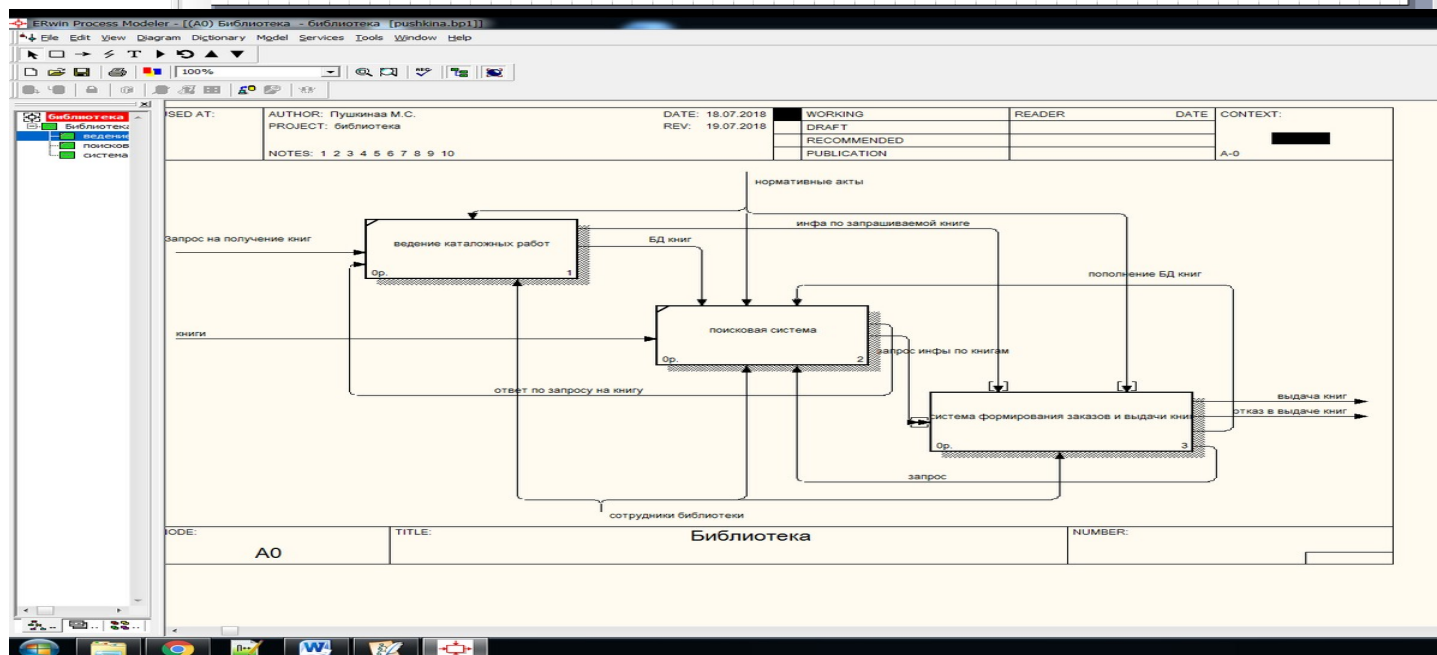 ERwin Process Modeler - [(A0) Библиотека - библиотека [pushkina.bp1]]
File Edit View Diagram Dictionary Model Services Tools Window Help
100%
библиотека
Библиотека
ведение
поисков
система
SED AT:
AUTHOR: Пушкинаа М.С.
DATE: 18.07.2018
WORKING
READER
DATE
CONTEXT:
PROJECT: библиотека
REV: 19.07.2018
DRAFT
RECOMMENDED
NOTES: 1 2 3 4 5 6 7 8 9 10
PUBLICATION
A-0
нормативные акты
инфа по запрашиваемой книге
Запрос на получение книг
ведение каталожных работ
БД книг
0р.
1
пополнение БД книг
книги
поисковая система
0р.
2
запрос инфы по книгам
ответ по запросу на книгу
выдача книг
отказ в выдаче книг
система формирования заказов и выдачи книг
0р.
3
запрос
сотрудники библиотеки
ODE:
TITLE:
NUMBER:
Библиотека
A0